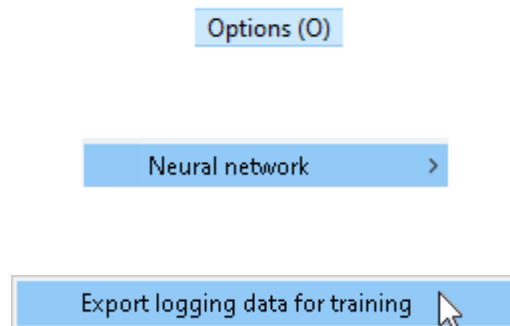 Options (O)
Neural network >
Export logging data for training